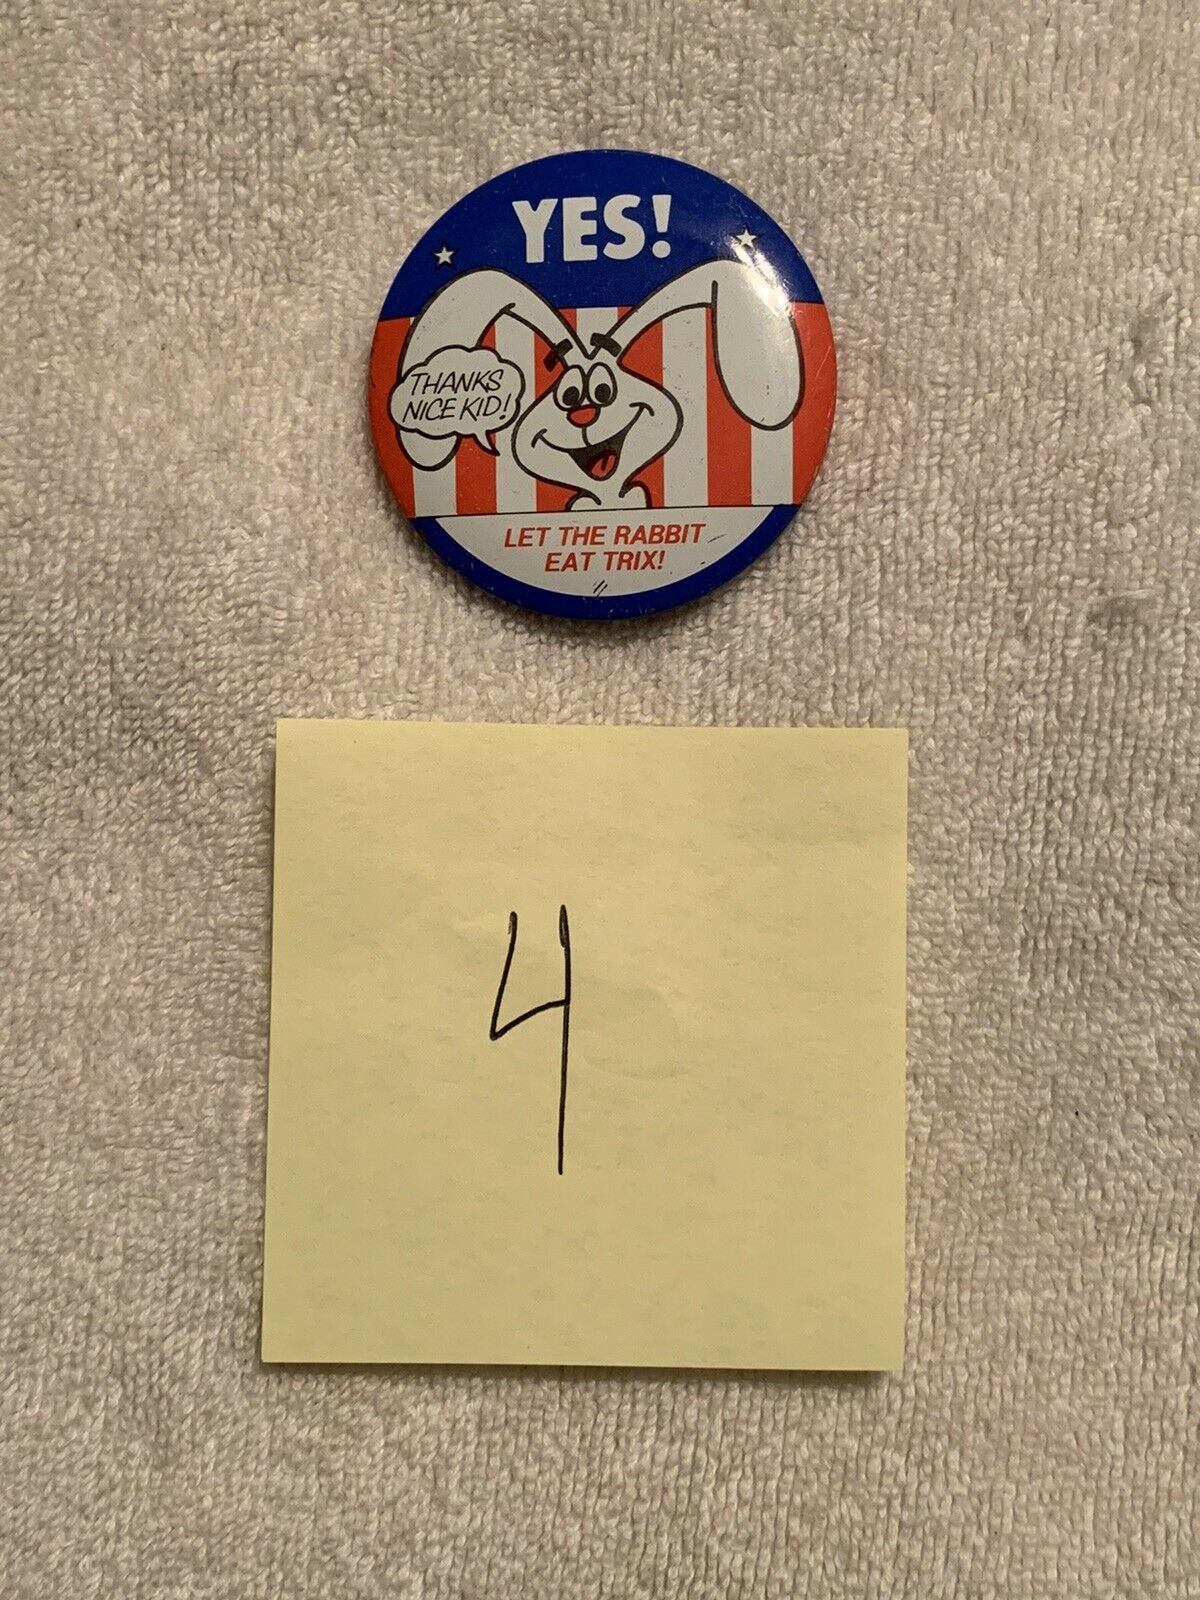 YES!
THANKS
NICE KID!
LET THE RABBIT
EAT TRIX!
4